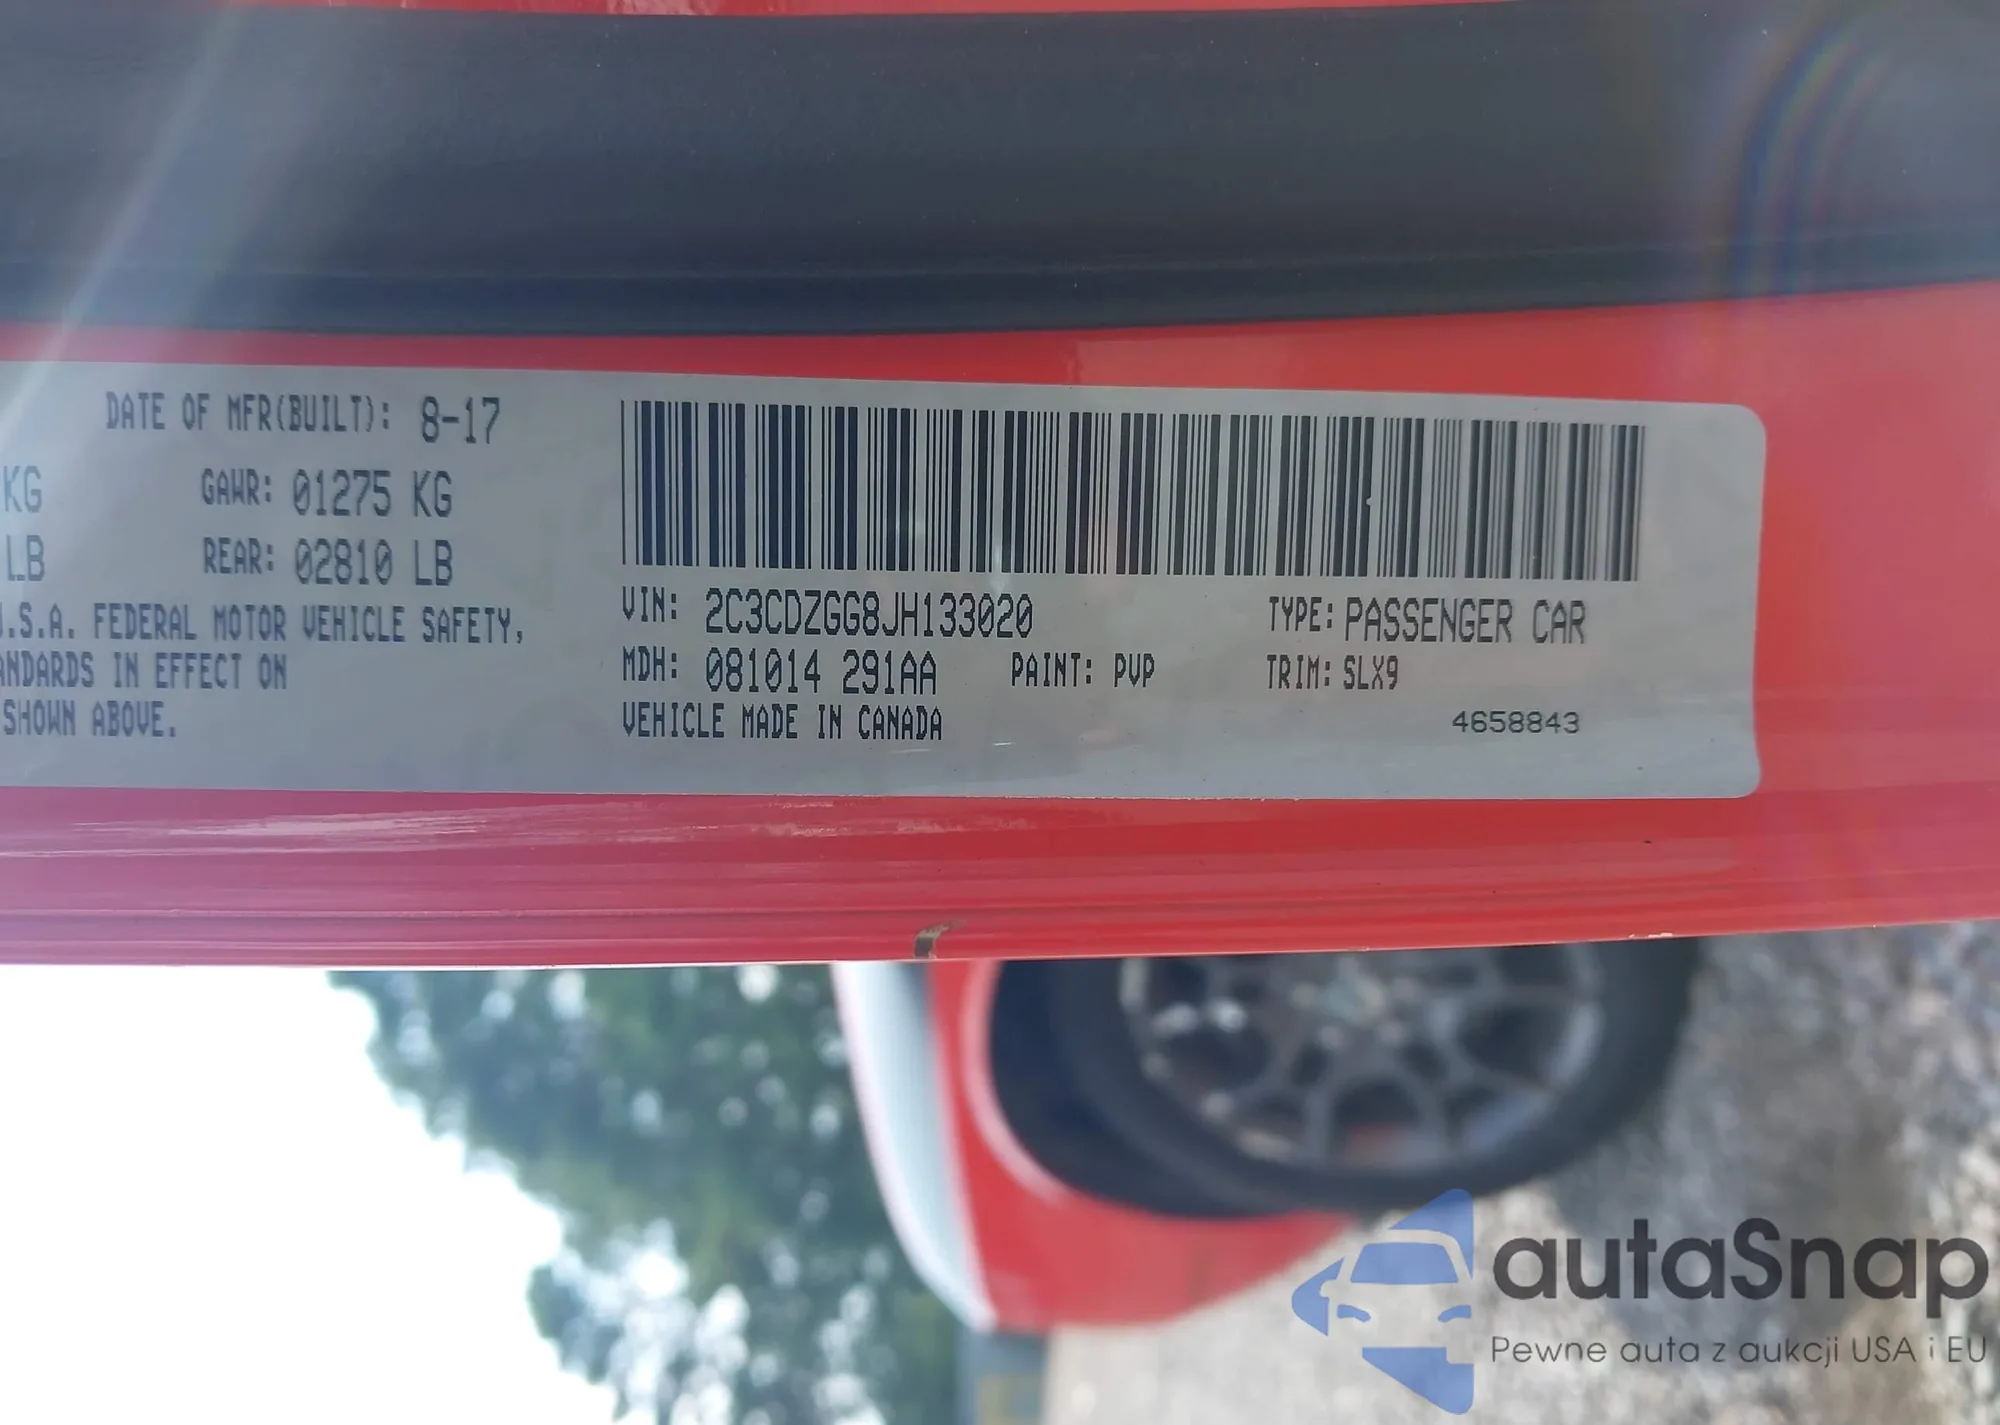 DATE OF MFR(BUILT): 8-17
KG GAWR: 01275 KG
LB REAR: 02810 LB
U.S.A. FEDERAL MOTOR VEHICLE SAFETY,
ANDARDS IN EFFECT ON
SHOWN ABOVE.
VIN: 2C3CDZGG8JH133020 TYPE: PASSENGER CAR
MDH: 081014 291AA PAINT: PVP TRIM: SLX9
VEHICLE MADE IN CANADA 4658843
autaSnap
Pewne auta z aukcji USA i EU